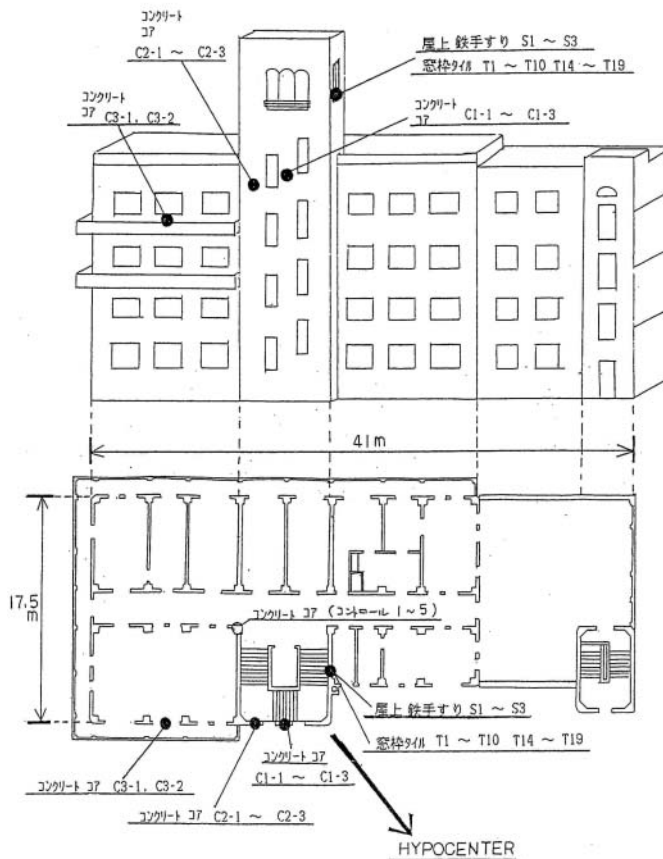 コンクリート
コア
C2-1 ～ C2-3
屋上 鉄手すり S1 ～ S3
窓枠タイル T1 ～ T10 T14 ～ T19
コンクリート
コア C3-1, C3-2
コンクリート
コア C1-1 ～ C1-3
41m
17.5
m
コンクリート コア (コントロール 1～5)
屋上 鉄手すり S1 ～ S3
窓枠タイル T1 ～ T10 T14 ～ T19
コンクリート コア
C1-1 ～ C1-3
コンクリート コア C3-1, C3-2
コンクリート コア C2-1 ～ C2-3
HYPOCENTER